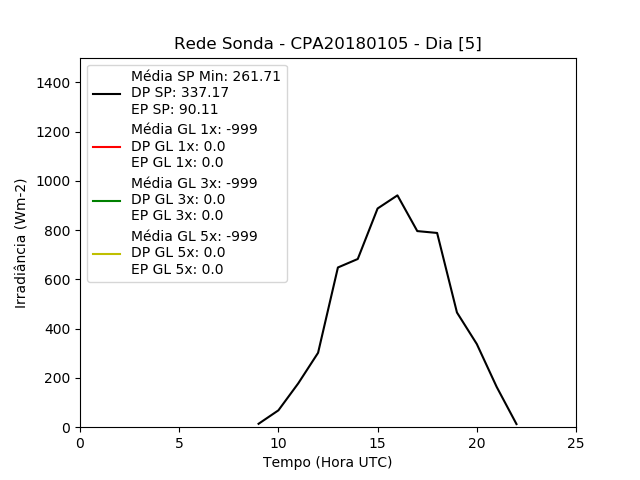 Rede Sonda - CPA20180105 - Dia [5]
Média SP Min: 261.71
DP SP: 337.17
EP SP: 90.11
Média GL 1x: -999
DP GL 1x: 0.0
EP GL 1x: 0.0
Média GL 3x: -999
DP GL 3x: 0.0
EP GL 3x: 0.0
Média GL 5x: -999
DP GL 5x: 0.0
EP GL 5x: 0.0
Irradiância (Wm-2)
1400
1200
1000
800
600
400
200
0
0 5 10 15 20 25
Tempo (Hora UTC)